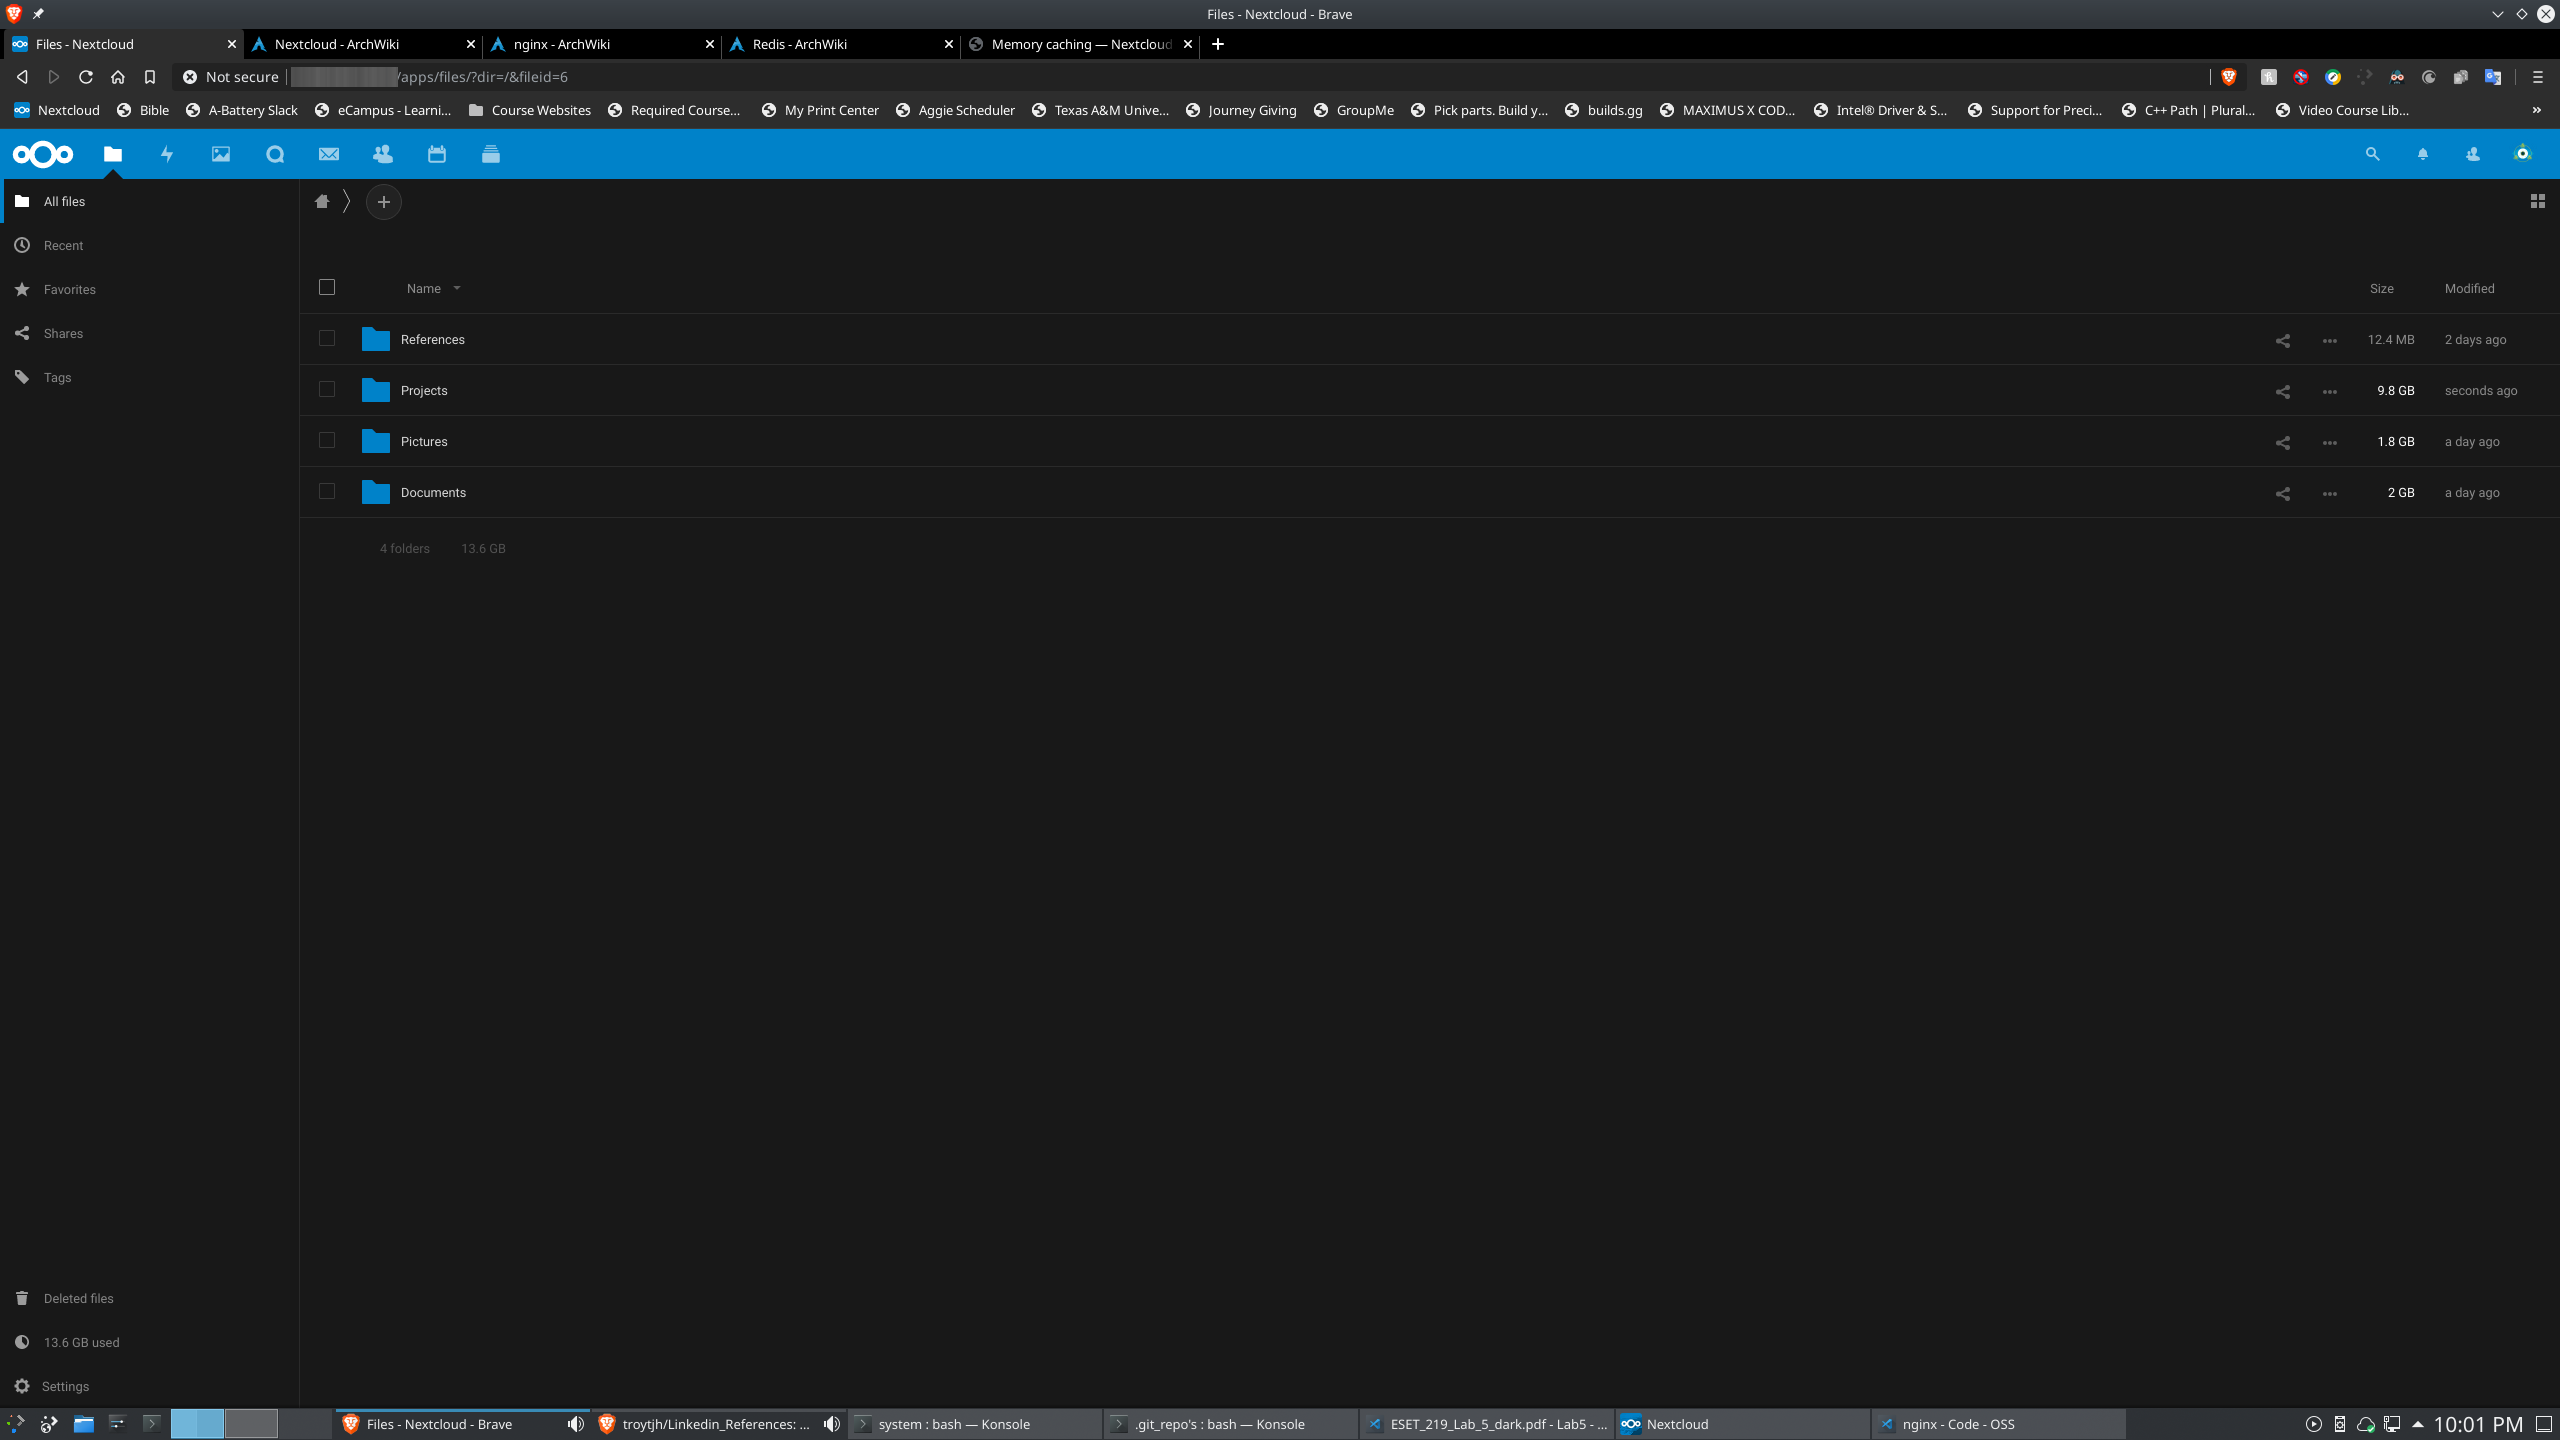 Files - Nextcloud - Brave
Files - Nextcloud
Nextcloud - ArchWiki
nginx - ArchWiki
Redis - ArchWiki
Memory caching — Nextcloud
Not secure /apps/files/?dir=/&fileid=6
Nextcloud Bible A-Battery Slack eCampus - Learni... Course Websites Required Course... My Print Center Aggie Scheduler Texas A&M Unive... Journey Giving GroupMe Pick parts. Build y... builds.gg MAXIMUS X COD... Intel® Driver & S... Support for Preci... C++ Path | Plural... Video Course Lib... »
All files
Recent
Favorites
Shares
Tags
Name Size Modified
References 12.4 MB 2 days ago
Projects 9.8 GB seconds ago
Pictures 1.8 GB a day ago
Documents 2 GB a day ago
4 folders 13.6 GB
Deleted files
13.6 GB used
Settings
Files - Nextcloud - Brave
troytjh/Linkedin_References: ...
system : bash — Konsole
.git_repo's : bash — Konsole
ESET_219_Lab_5_dark.pdf - Lab5 - ...
Nextcloud
nginx - Code - OSS
10:01 PM